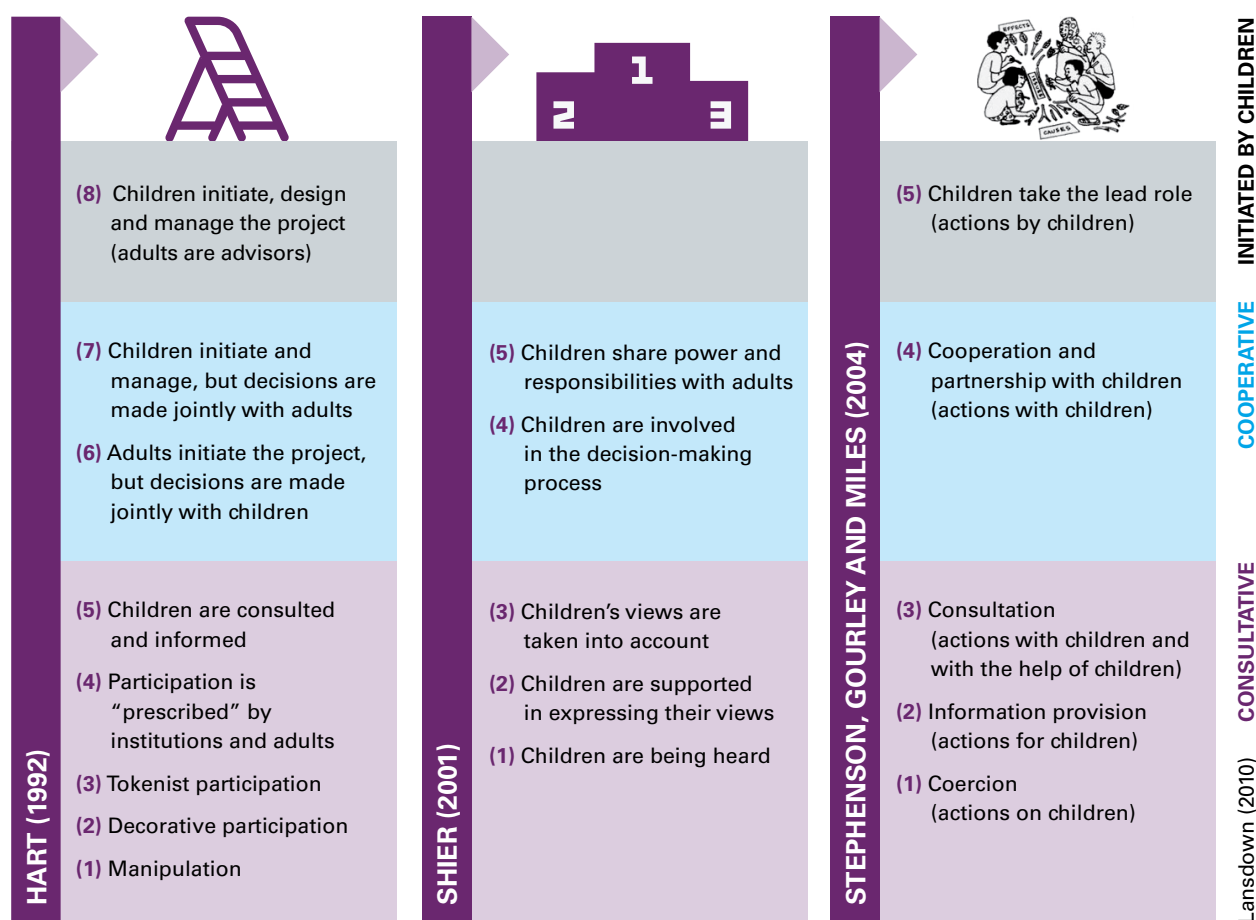 HART (1992)
(8) Children initiate, design
and manage the project
(adults are advisors)
(7) Children initiate and
manage, but decisions are
made jointly with adults
(6) Adults initiate the project,
but decisions are made
jointly with children
(5) Children are consulted
and informed
(4) Participation is
“prescribed” by
institutions and adults
(3) Tokenist participation
(2) Decorative participation
(1) Manipulation
SHIER (2001)
1
2
3
(5) Children share power and
responsibilities with adults
(4) Children are involved
in the decision-making
process
(3) Children’s views are
taken into account
(2) Children are supported
in expressing their views
(1) Children are being heard
STEPHENSON, GOURLEY AND MILES (2004)
EFFECTS
ISSUES
CAUSES
(5) Children take the lead role
(actions by children)
(4) Cooperation and
partnership with children
(actions with children)
(3) Consultation
(actions with children and
with the help of children)
(2) Information provision
(actions for children)
(1) Coercion
(actions on children)
INITIATED BY CHILDREN
COOPERATIVE
CONSULTATIVE
Lansdown (2010)